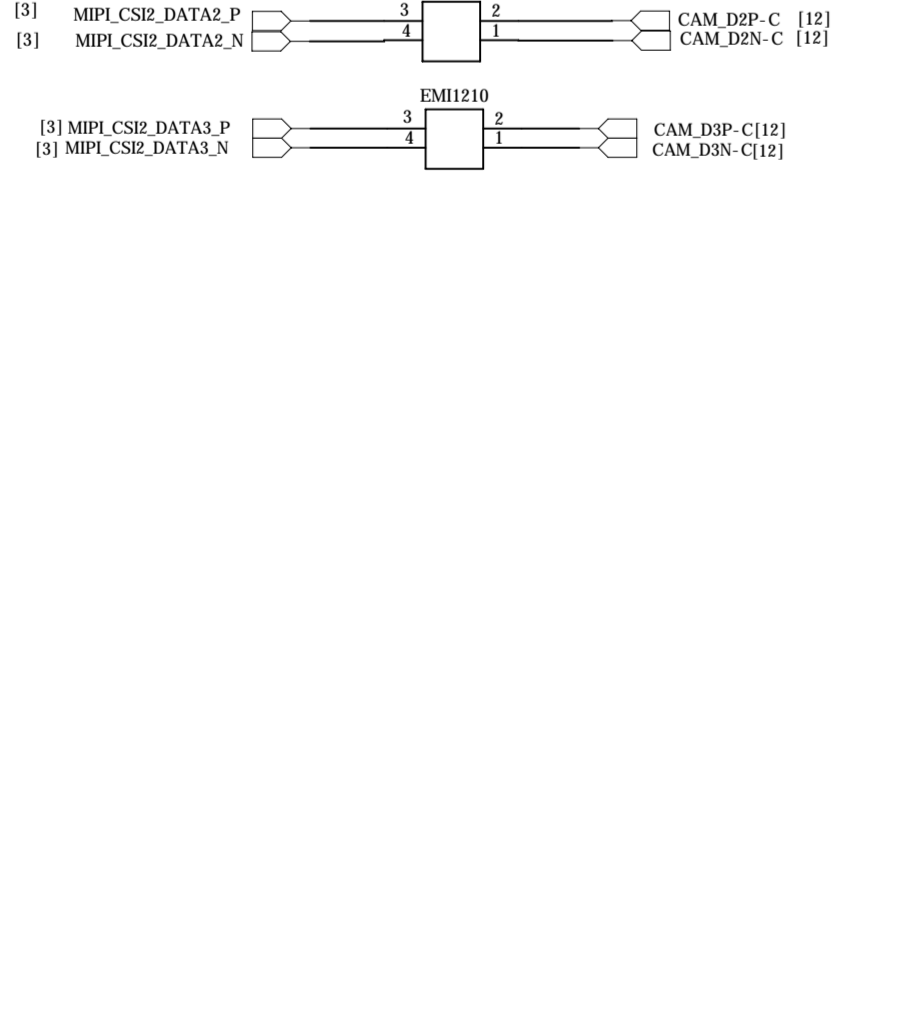 [3] MIPI_CSI2_DATA2_P 3 2 CAM_D2P-C [12]
[3] MIPI_CSI2_DATA2_N 4 1 CAM_D2N-C [12]
EMI1210
[3] MIPI_CSI2_DATA3_P 3 2 CAM_D3P-C[12]
[3] MIPI_CSI2_DATA3_N 4 1 CAM_D3N-C[12]